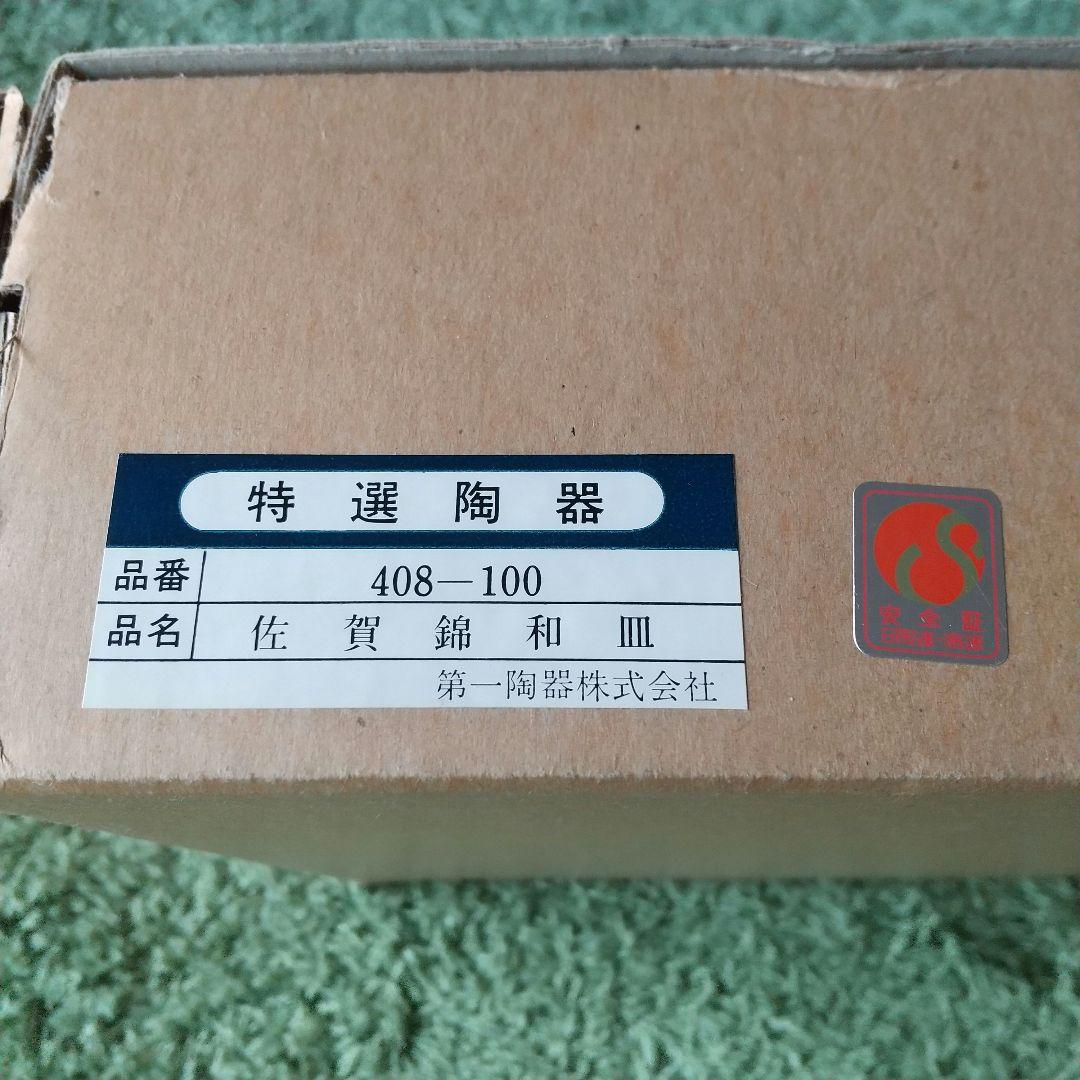 特選陶器
品番 408-100
品名 佐賀錦和皿
第一陶器株式会社
安全証